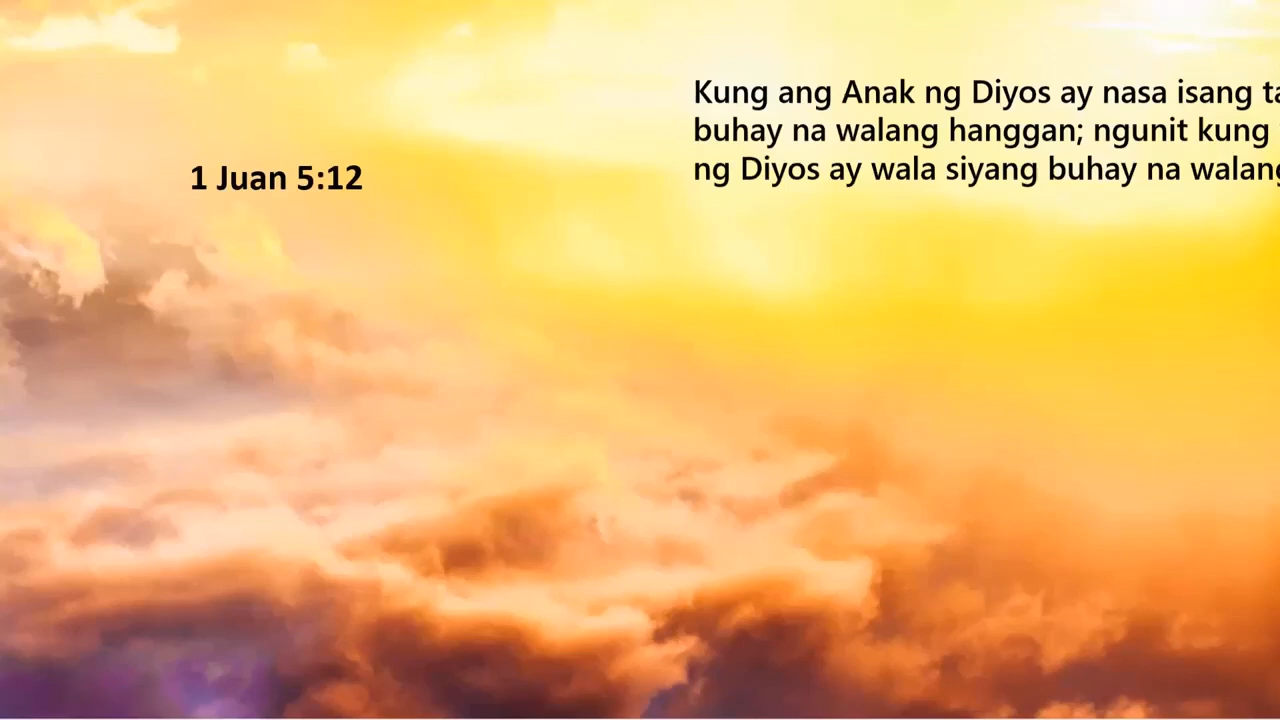 1 Juan 5:12
Kung ang Anak ng Diyos ay nasa isang
buhay na walang hanggan; ngunit kung
ng Diyos ay wala siyang buhay na walang